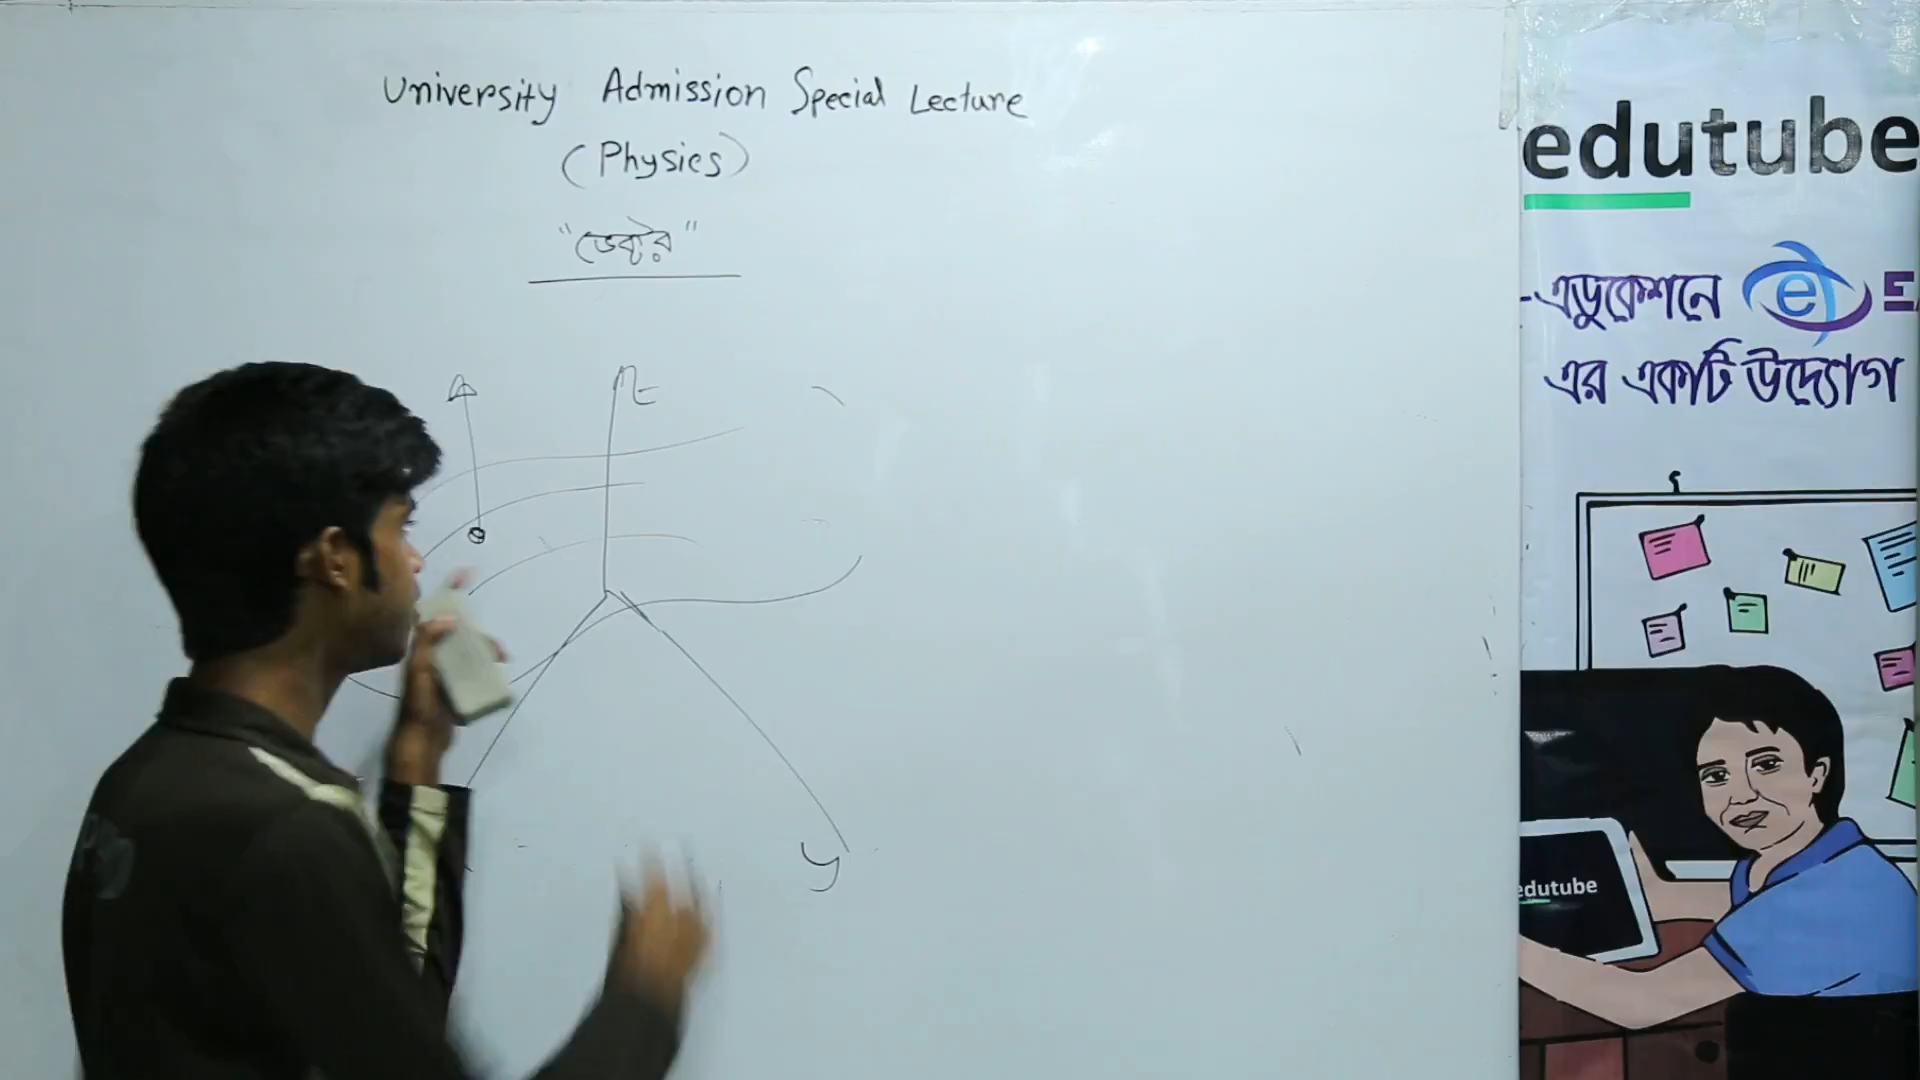 University Admission Special Lecture
(Physics)
"ভেক্টর"
y
edutube
-এডুকেশনে e
এর একটি উদ্যোগ
edutube